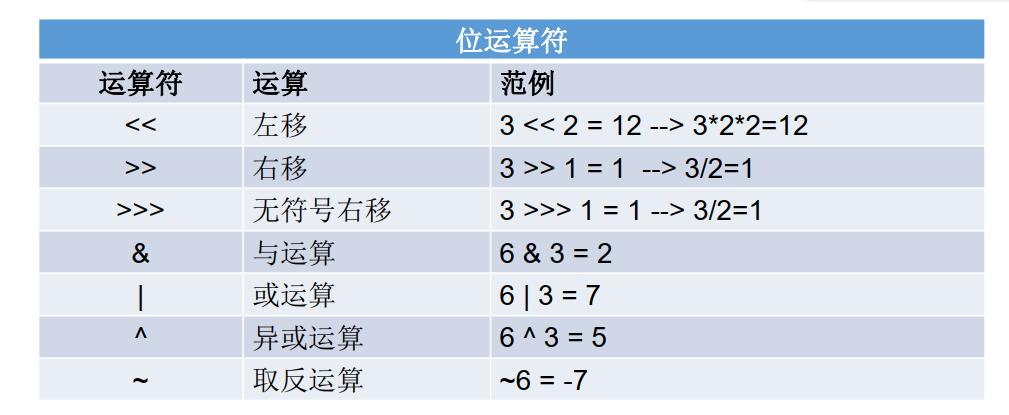 位运算符
运算符 运算 范例
<< 左移 3 << 2 = 12 --> 3*2*2=12
>> 右移 3 >> 1 = 1 --> 3/2=1
>>> 无符号右移 3 >>> 1 = 1 --> 3/2=1
& 与运算 6 & 3 = 2
| 或运算 6 | 3 = 7
^ 异或运算 6 ^ 3 = 5
~ 取反运算 ~6 = -7